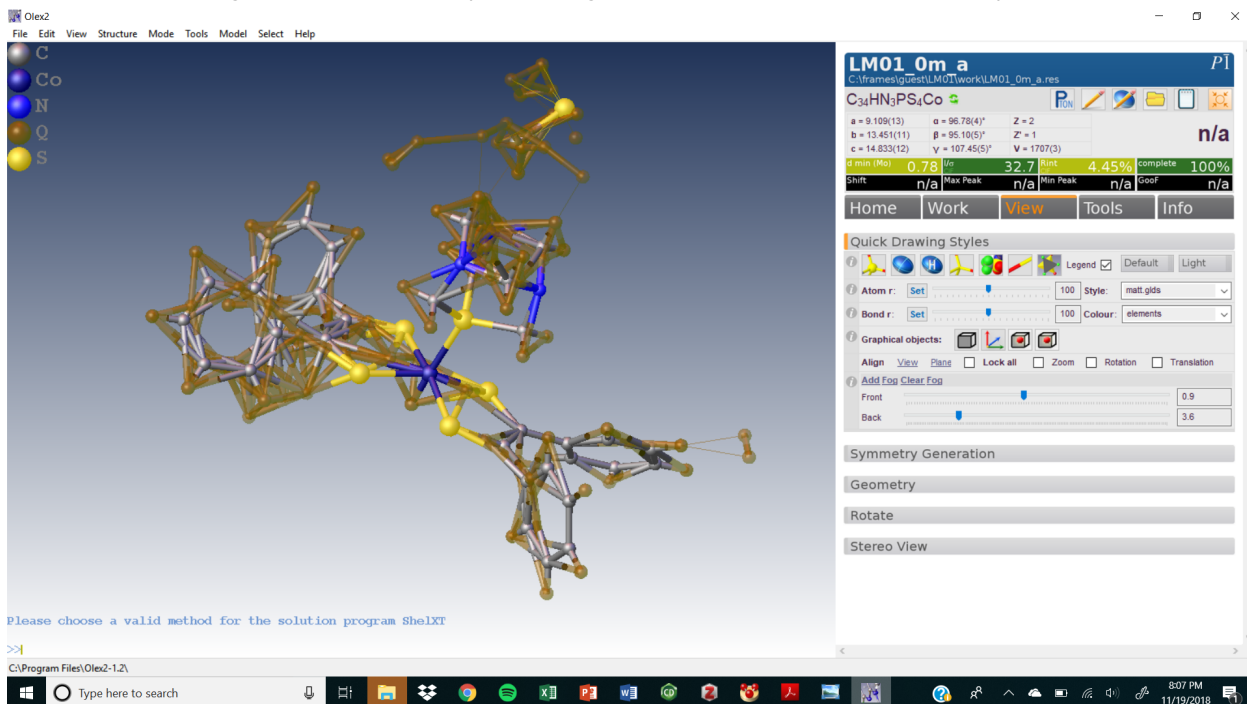 Olex2
File Edit View Structure Mode Tools Model Select Help
C
Co
N
Q
S
LM01_0m_a
PĪ
C:\frames\guest\LM01\work\LM01_0m_a.res
C34HN3PS4Co
a = 9.109(13) α = 96.78(4)° Z = 2
b = 13.451(11) β = 95.10(5)° Z' = 1
c = 14.833(12) γ = 107.45(5)° V = 1707(3)
n/a
d min (Mo) 0.78 I/σ 32.7 Rint 4.45% complete 100%
Shift n/a Max Peak n/a Min Peak n/a GooF n/a
Home Work View Tools Info
Quick Drawing Styles
H Legend Default Light
Atom r: Set 100 Style: matt.glds
Bond r: Set 100 Colour: elements
Graphical objects:
Align View Plane Lock all Zoom Rotation Translation
Add Fog Clear Fog
Front 0.9
Back 3.6
Symmetry Generation
Geometry
Rotate
Stereo View
Please choose a valid method for the solution program ShelXT
>>
C:\Program Files\Olex2-1.2\
Type here to search
8:07 PM
11/19/2018